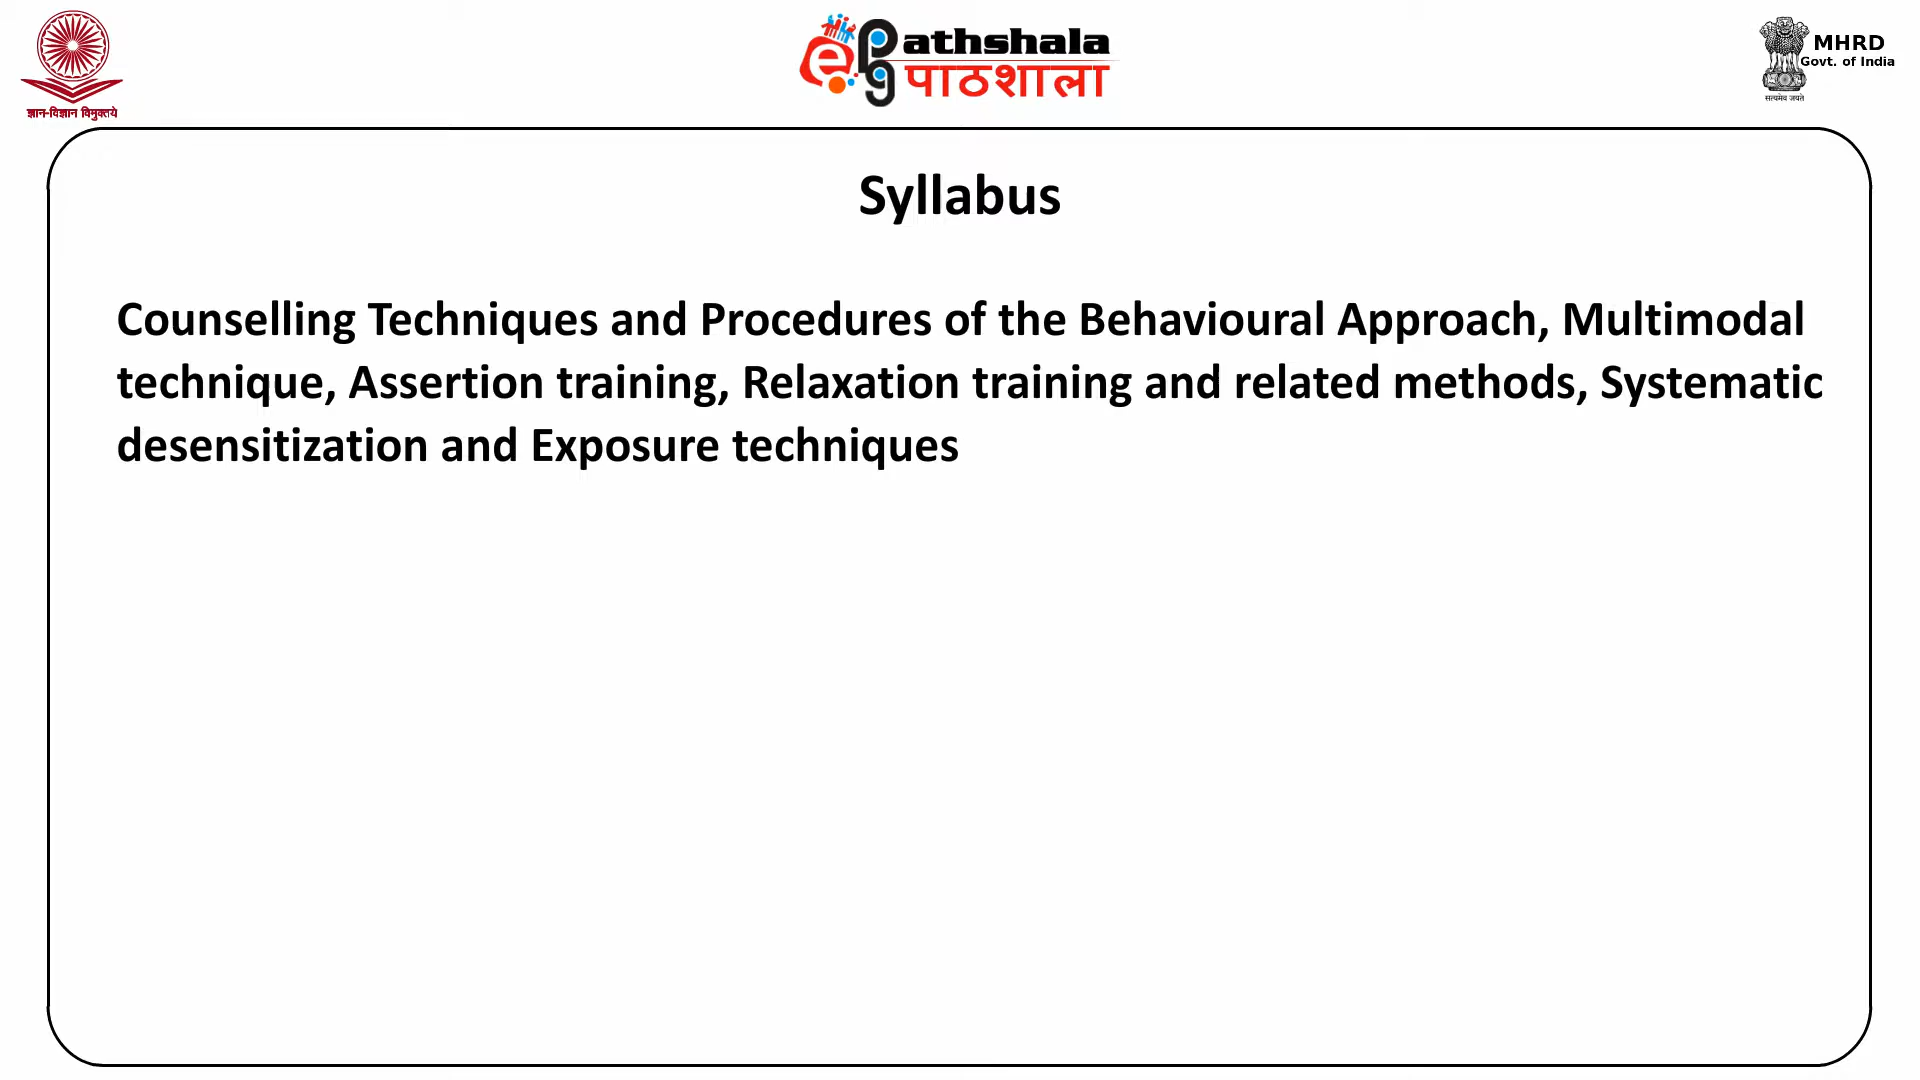 ज्ञान-विज्ञान विमुक्तये
e pg athshala
पाठशाला
MHRD
Govt. of India
सत्यमेव जयते
Syllabus
Counselling Techniques and Procedures of the Behavioural Approach, Multimodal
technique, Assertion training, Relaxation training and related methods, Systematic
desensitization and Exposure techniques